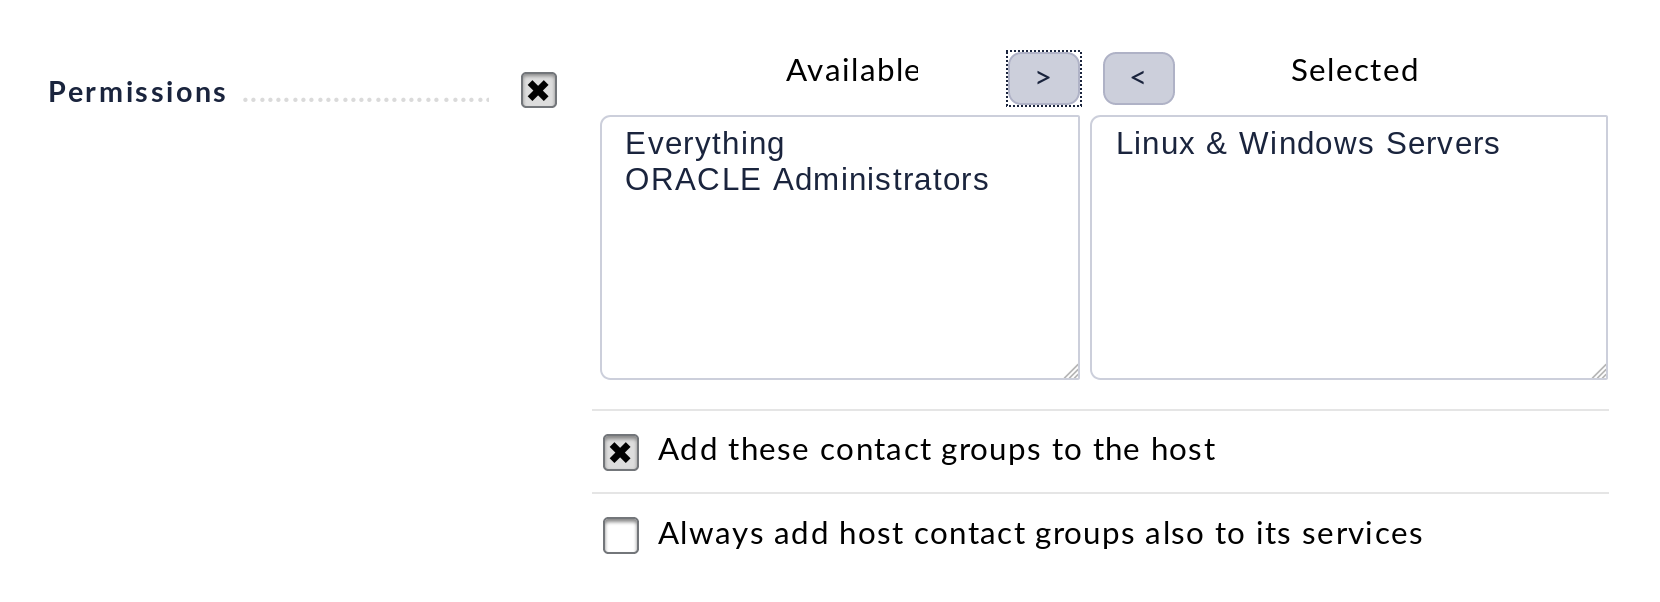 Permissions
Available > < Selected
Everything
ORACLE Administrators
Linux & Windows Servers
Add these contact groups to the host
Always add host contact groups also to its services